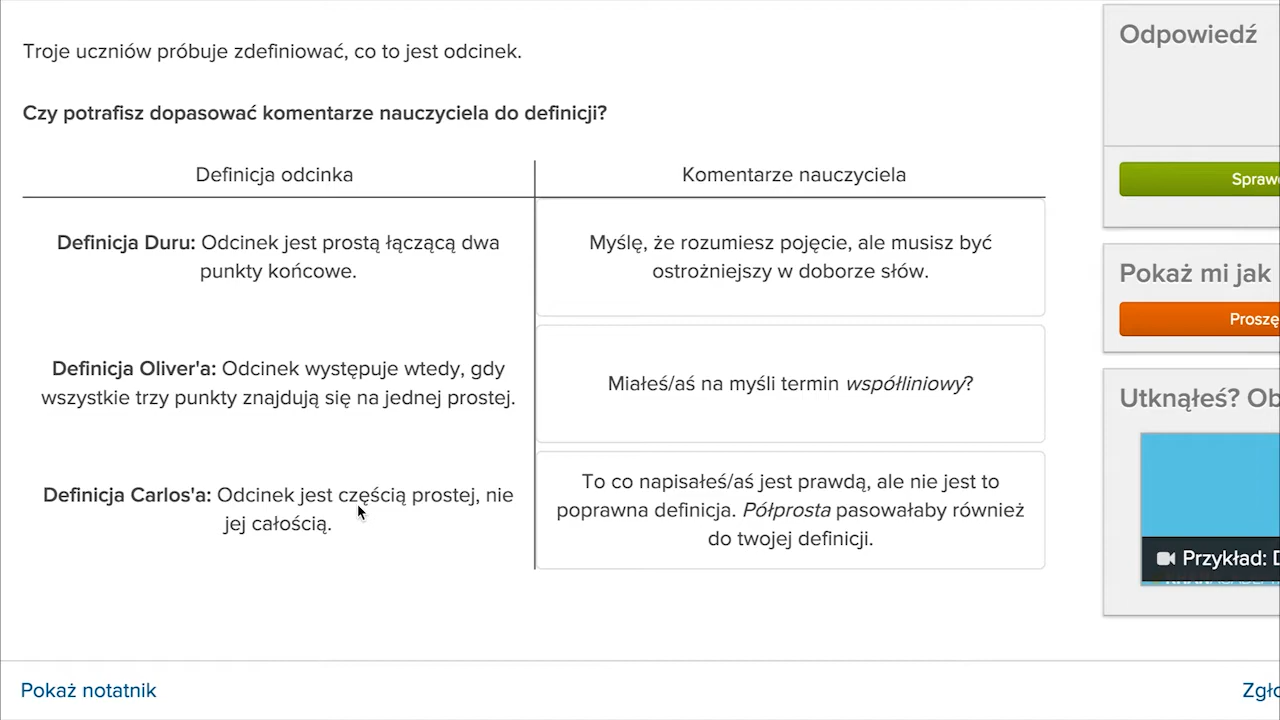 Troje uczniów próbuje zdefiniować, co to jest odcinek.
Czy potrafisz dopasować komentarze nauczyciela do definicji?
Definicja odcinka
Komentarze nauczyciela
Definicja Duru: Odcinek jest prostą łączącą dwa
punkty końcowe.
Myślę, że rozumiesz pojęcie, ale musisz być
ostrożniejszy w doborze słów.
Definicja Oliver'a: Odcinek występuje wtedy, gdy
wszystkie trzy punkty znajdują się na jednej prostej.
Miałeś/aś na myśli termin współliniowy?
Definicja Carlos'a: Odcinek jest częścią prostej, nie
jej całością.
To co napisałeś/aś jest prawdą, ale nie jest to
poprawna definicja. Półprosta pasowałaby również
do twojej definicji.
Odpowiedź
Pokaż mi jak
Proszę
Utknąłeś?
Przykład:
Pokaż notatnik